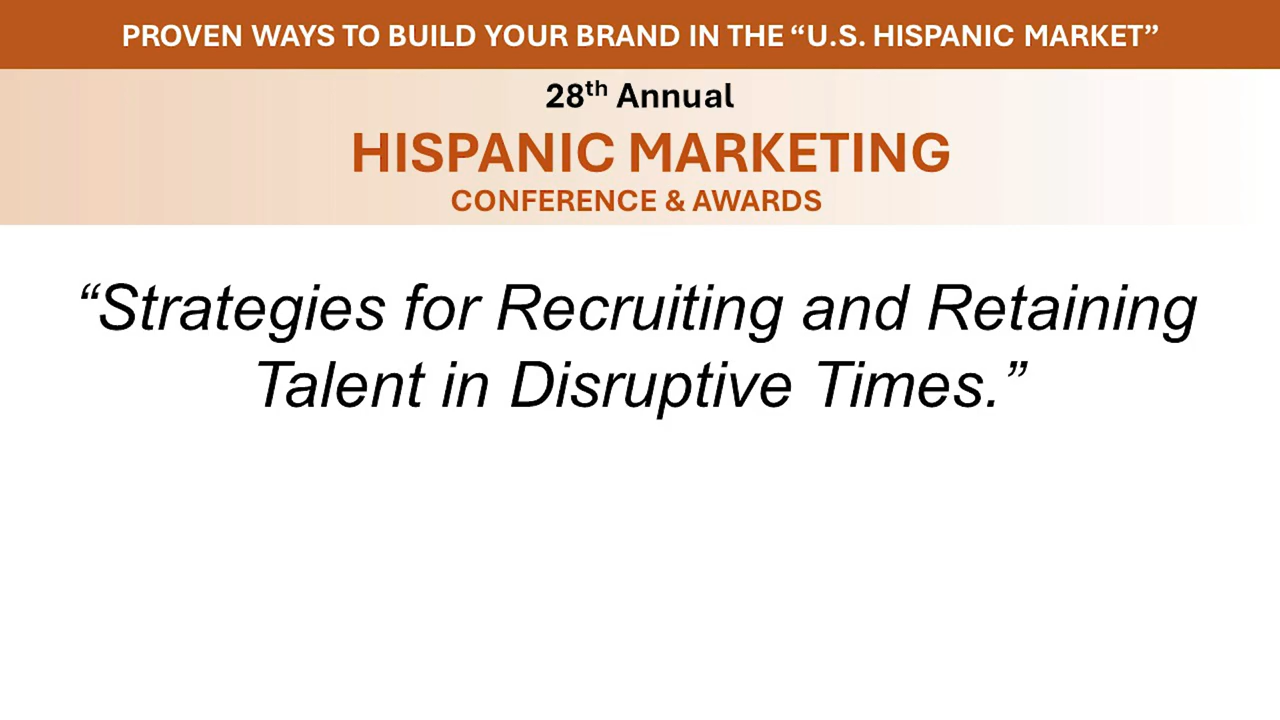 PROVEN WAYS TO BUILD YOUR BRAND IN THE “U.S. HISPANIC MARKET”
28th Annual
HISPANIC MARKETING
CONFERENCE & AWARDS
“Strategies for Recruiting and Retaining
Talent in Disruptive Times.”